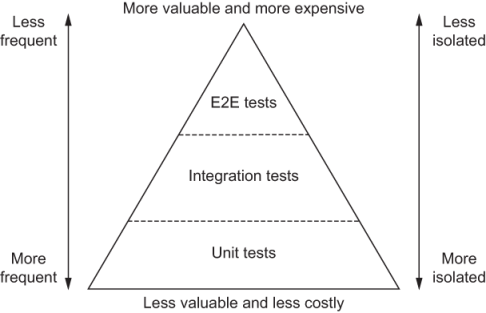 More valuable and more expensive
Less
frequent
Less
isolated
E2E tests
Integration tests
Unit tests
More
frequent
More
isolated
Less valuable and less costly